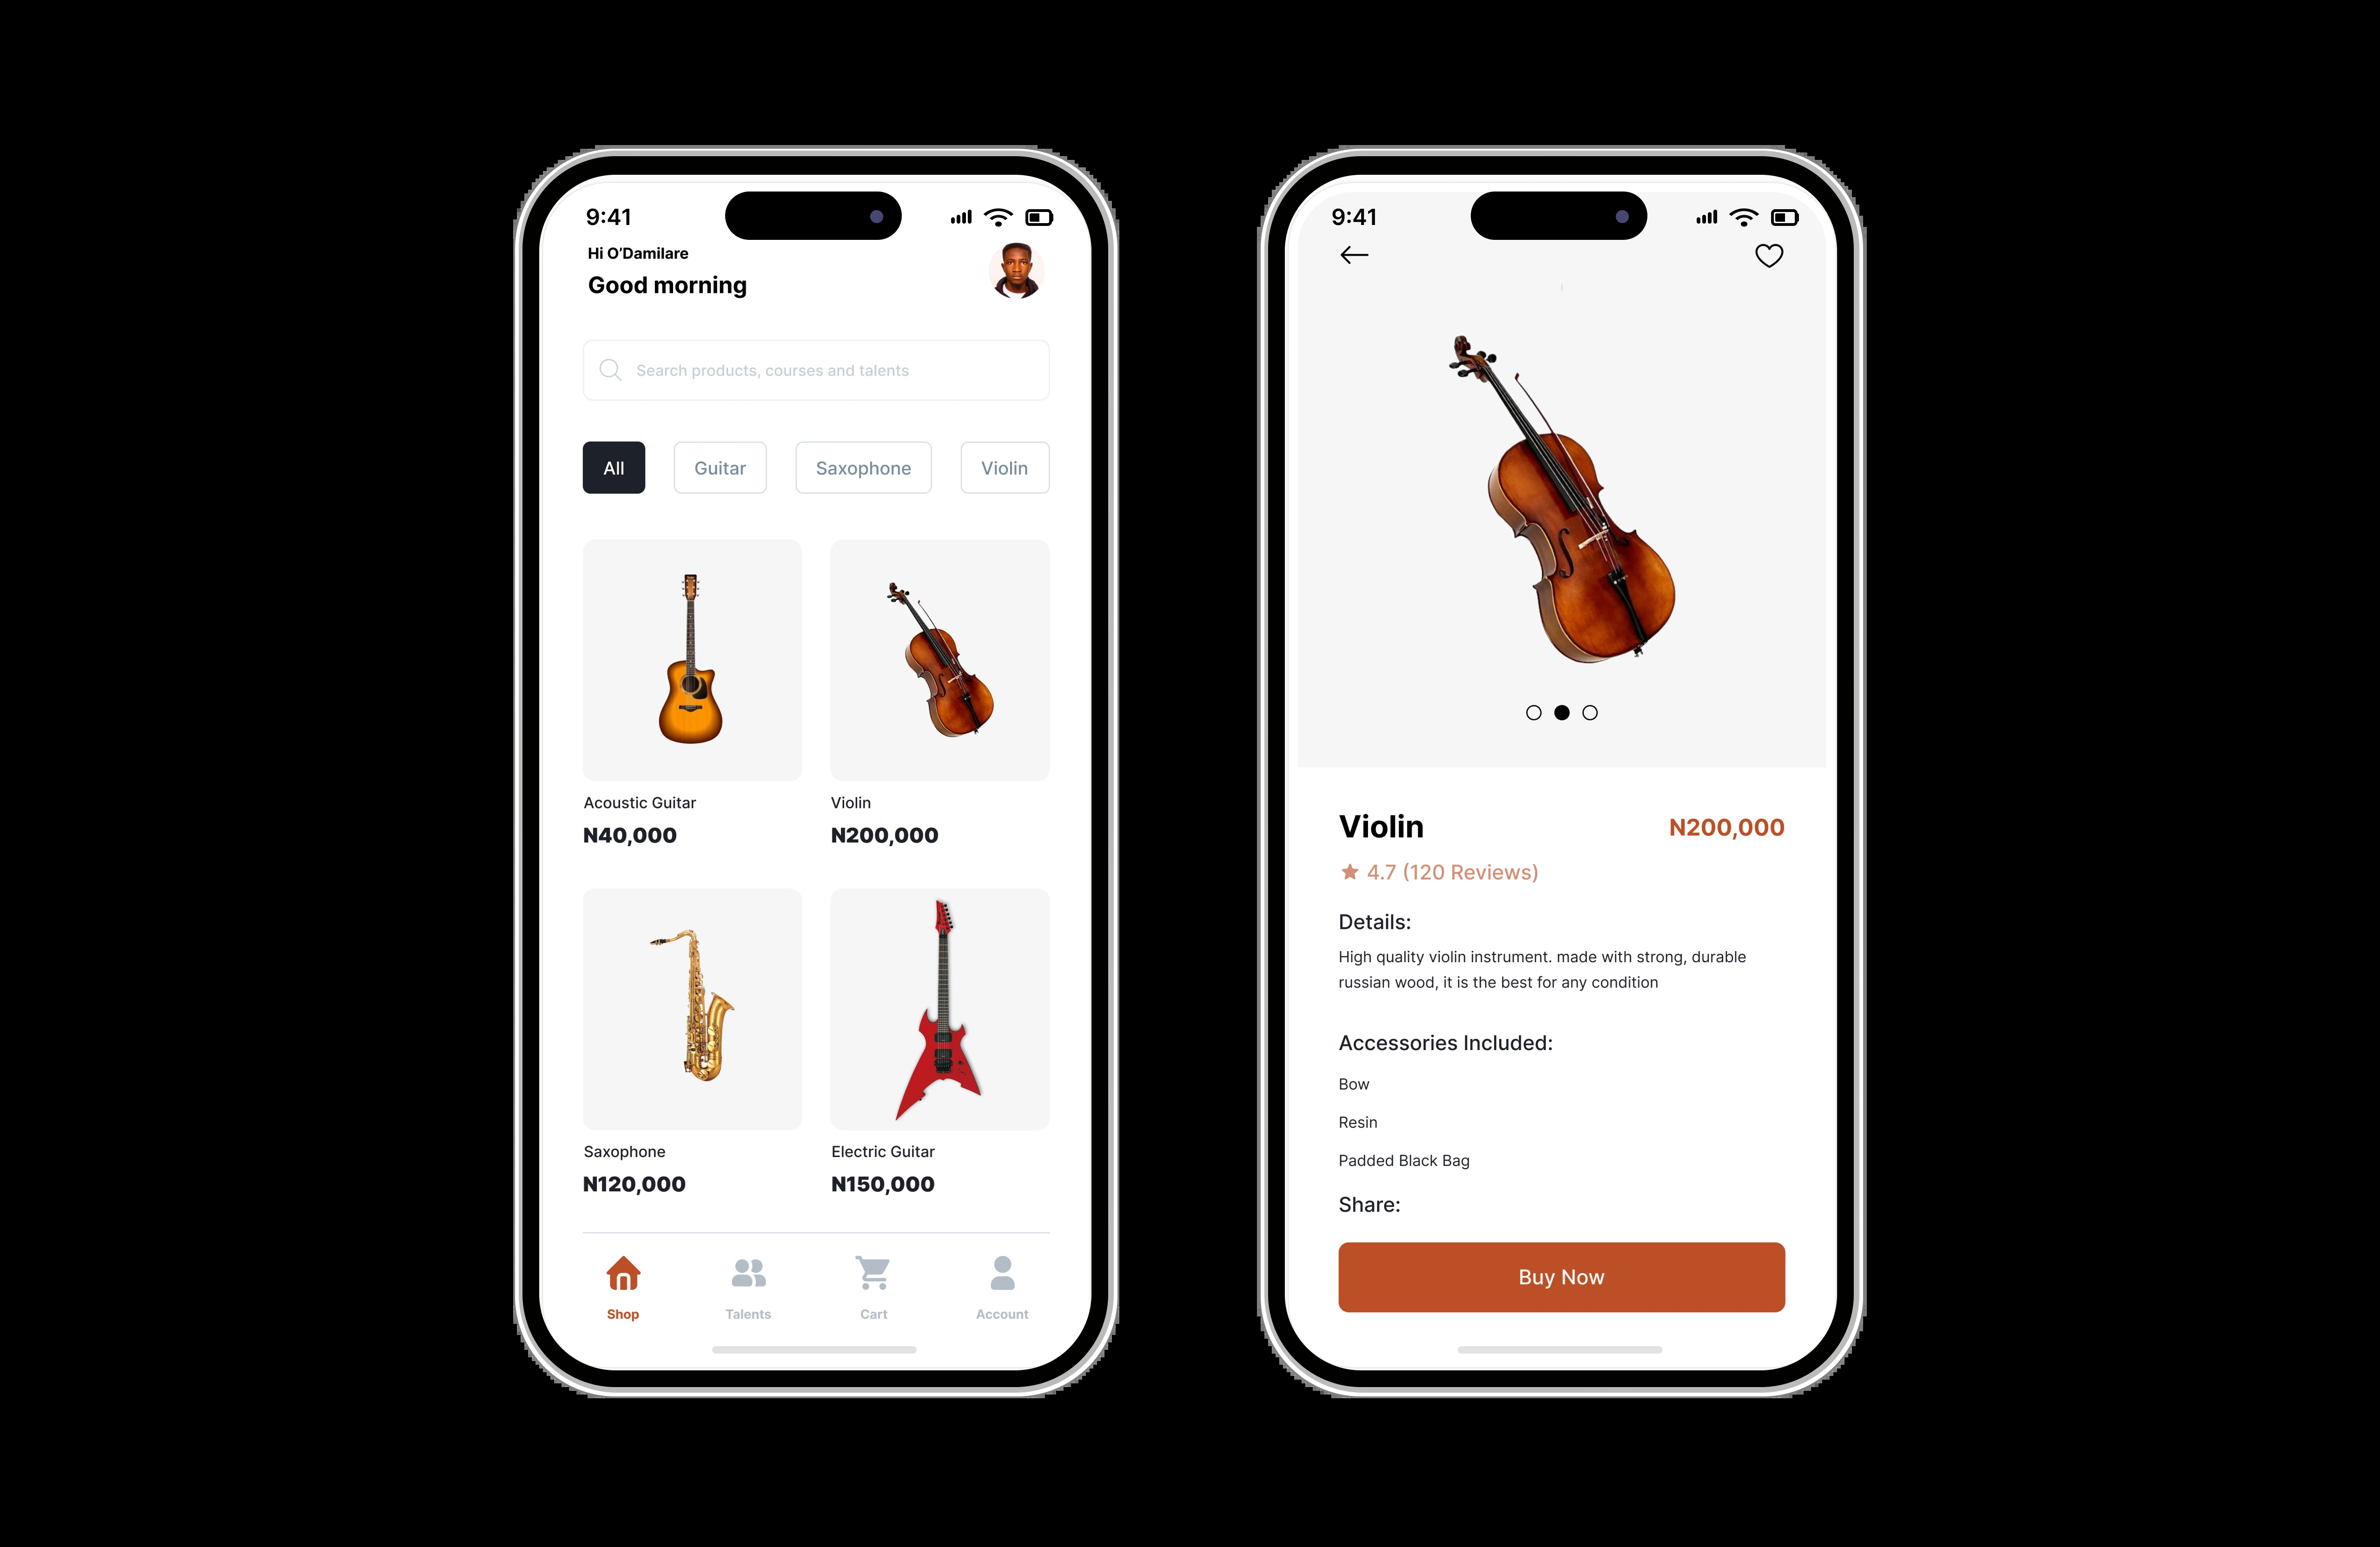 9:41
Hi O’Damilare
Good morning
Search products, courses and talents
All
Guitar
Saxophone
Violin
Acoustic Guitar
N40,000
Violin
N200,000
Saxophone
N120,000
Electric Guitar
N150,000
Shop
Talents
Cart
Account
9:41
Violin
N200,000
4.7 (120 Reviews)
Details:
High quality violin instrument. made with strong, durable
russian wood, it is the best for any condition
Accessories Included:
Bow
Resin
Padded Black Bag
Share:
Buy Now